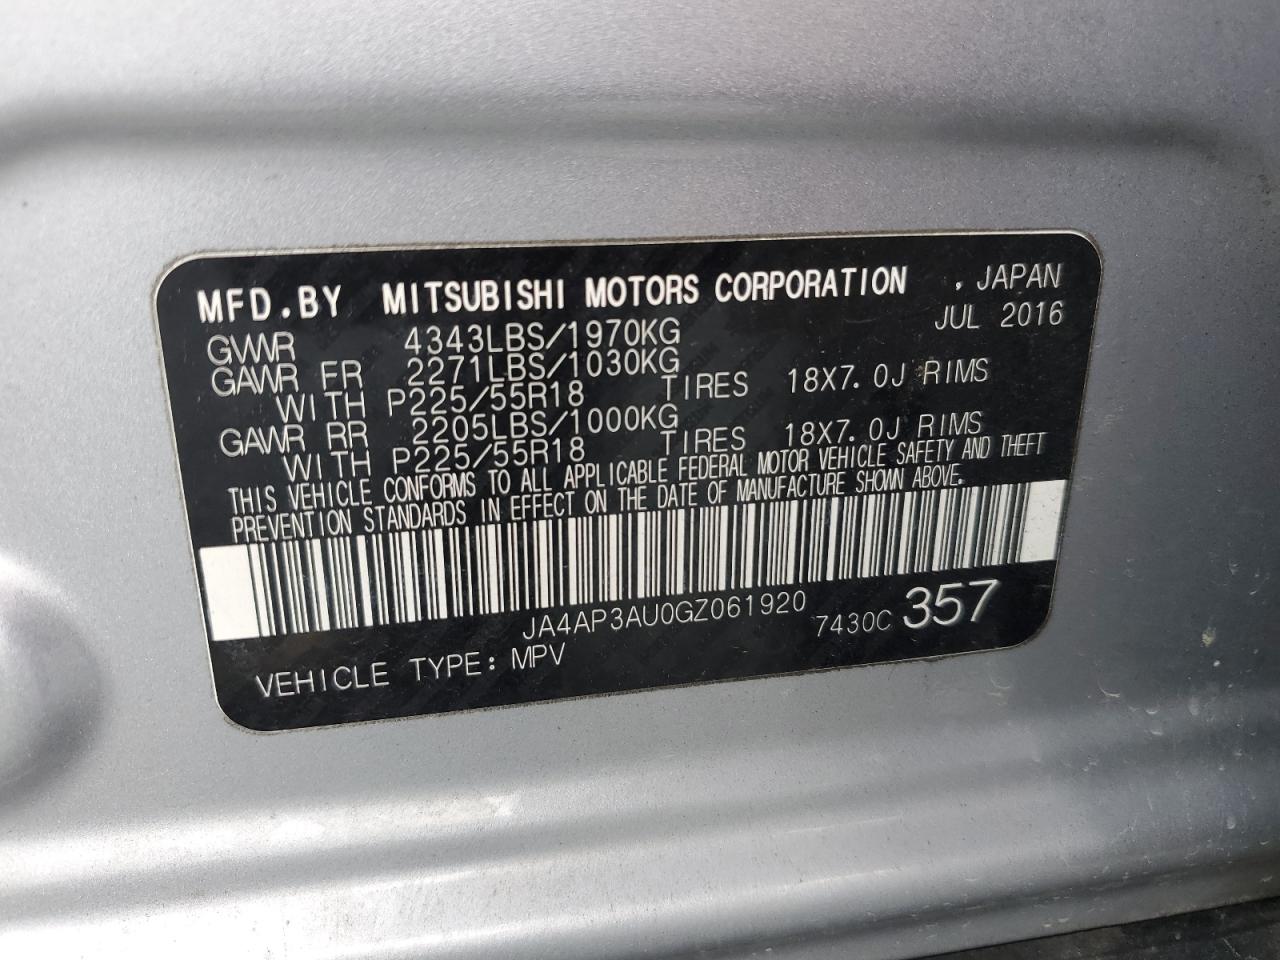 MFD.BY MITSUBISHI MOTORS CORPORATION , JAPAN
JUL 2016
GVWR 4343LBS/1970KG
GAWR FR 2271LBS/1030KG
WITH P225/55R18 TIRES 18X7.0J RIMS
GAWR RR 2205LBS/1000KG
WITH P225/55R18 TIRES 18X7.0J RIMS
THIS VEHICLE CONFORMS TO ALL APPLICABLE FEDERAL MOTOR VEHICLE SAFETY AND THEFT
PREVENTION STANDARDS IN EFFECT ON THE DATE OF MANUFACTURE SHOWN ABOVE.
JA4AP3AU0GZ061920 7430C 357
VEHICLE TYPE: MPV